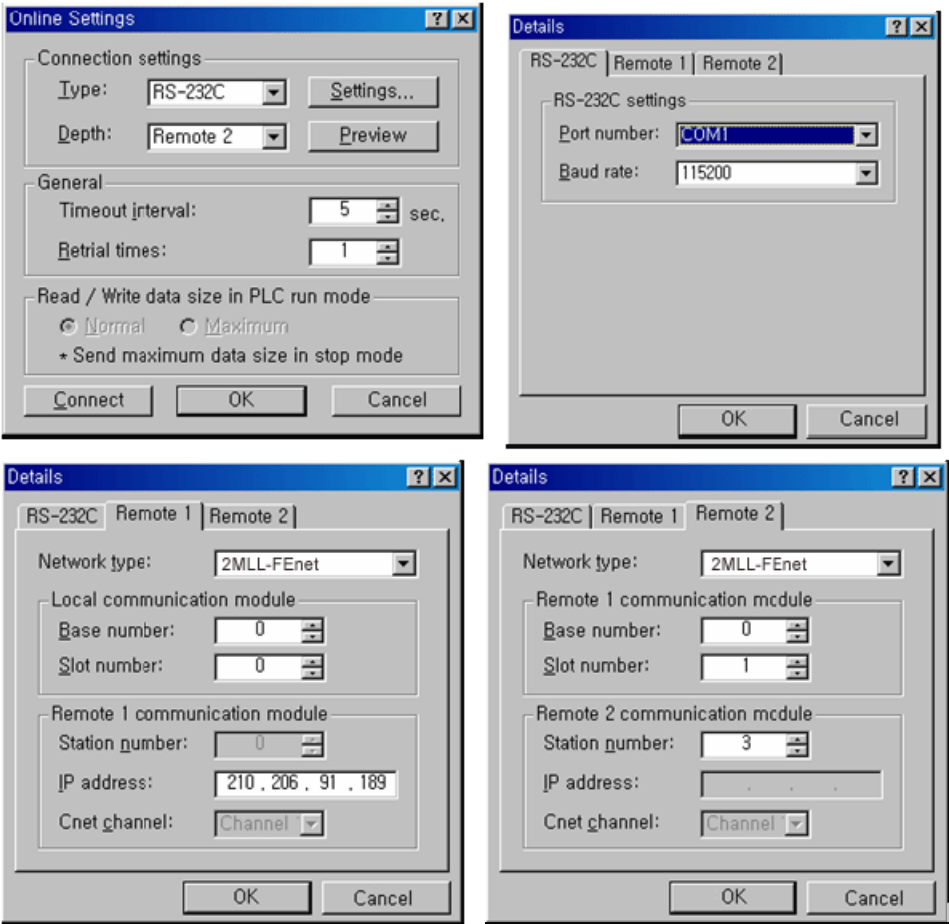 Online Settings
Connection settings
Type: RS-232C Settings...
Depth: Remote 2 Preview
General
Timeout interval: 5 sec.
Retrial times: 1
Read / Write data size in PLC run mode
Normal Maximum
* Send maximum data size in stop mode
Connect OK Cancel
Details
RS-232C Remote 1 Remote 2
RS-232C settings
Port number: COM1
Baud rate: 115200
OK Cancel
Details
RS-232C Remote 1 Remote 2
Network type: 2MLL-FEnet
Local communication module
Base number: 0
Slot number: 0
Remote 1 communication module
Station number: 0
IP address: 210 . 206 . 91 . 189
Cnet channel: Channel
OK Cancel
Details
RS-232C Remote 1 Remote 2
Network type: 2MLL-FEnet
Remote 1 communication module
Base number: 0
Slot number: 1
Remote 2 communication module
Station number: 3
IP address: . . .
Cnet channel: Channel
OK Cancel